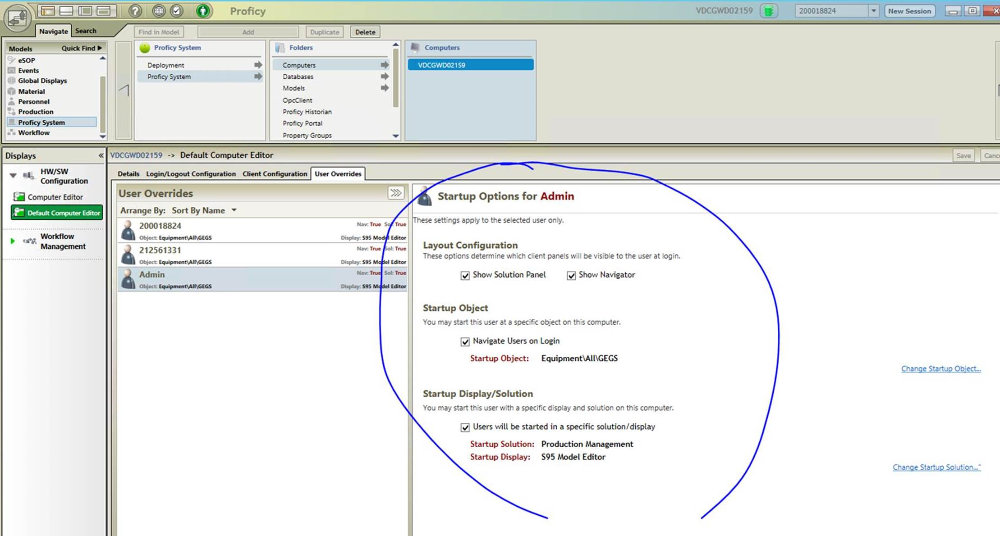 Proficy
VDCGWD02159
200018824
New Session
Navigate
Search
Find in Model
Add
Duplicate
Delete
Models
Quick Find
eSOP
Events
Global Displays
Material
Personnel
Production
Proficy System
Workflow
Proficy System
Deployment
Proficy System
Folders
Computers
Databases
Models
OpcClient
Proficy Historian
Proficy Portal
Property Groups
Computers
VDCGWD02159
Displays
«
HW/SW
Configuration
Computer Editor
Default Computer Editor
Workflow
Management
VDCGWD02159 -> Default Computer Editor
Save
Canc
Details
Login/Logout Configuration
Client Configuration
User Overrides
User Overrides
Arrange By: Sort By Name
200018824
Nav: True Sol: True
Object: Equipment\All\GEGS
Display: S95 Model Editor
212561331
Nav: True Sol: True
Object: Equipment\All\GEGS
Display: S95 Model Editor
Admin
Nav: True Sol: True
Object: Equipment\All\GEGS
Display: S95 Model Editor
Startup Options for Admin
These settings apply to the selected user only.
Layout Configuration
These options determine which client panels will be visible to the user at login.
Show Solution Panel
Show Navigator
Startup Object
You may start this user at a specific object on this computer.
Navigate Users on Login
Startup Object: Equipment\All\GEGS
Change Startup Object...
Startup Display/Solution
You may start this user with a specific display and solution on this computer.
Users will be started in a specific solution/display
Startup Solution: Production Management
Startup Display: S95 Model Editor
Change Startup Solution..."